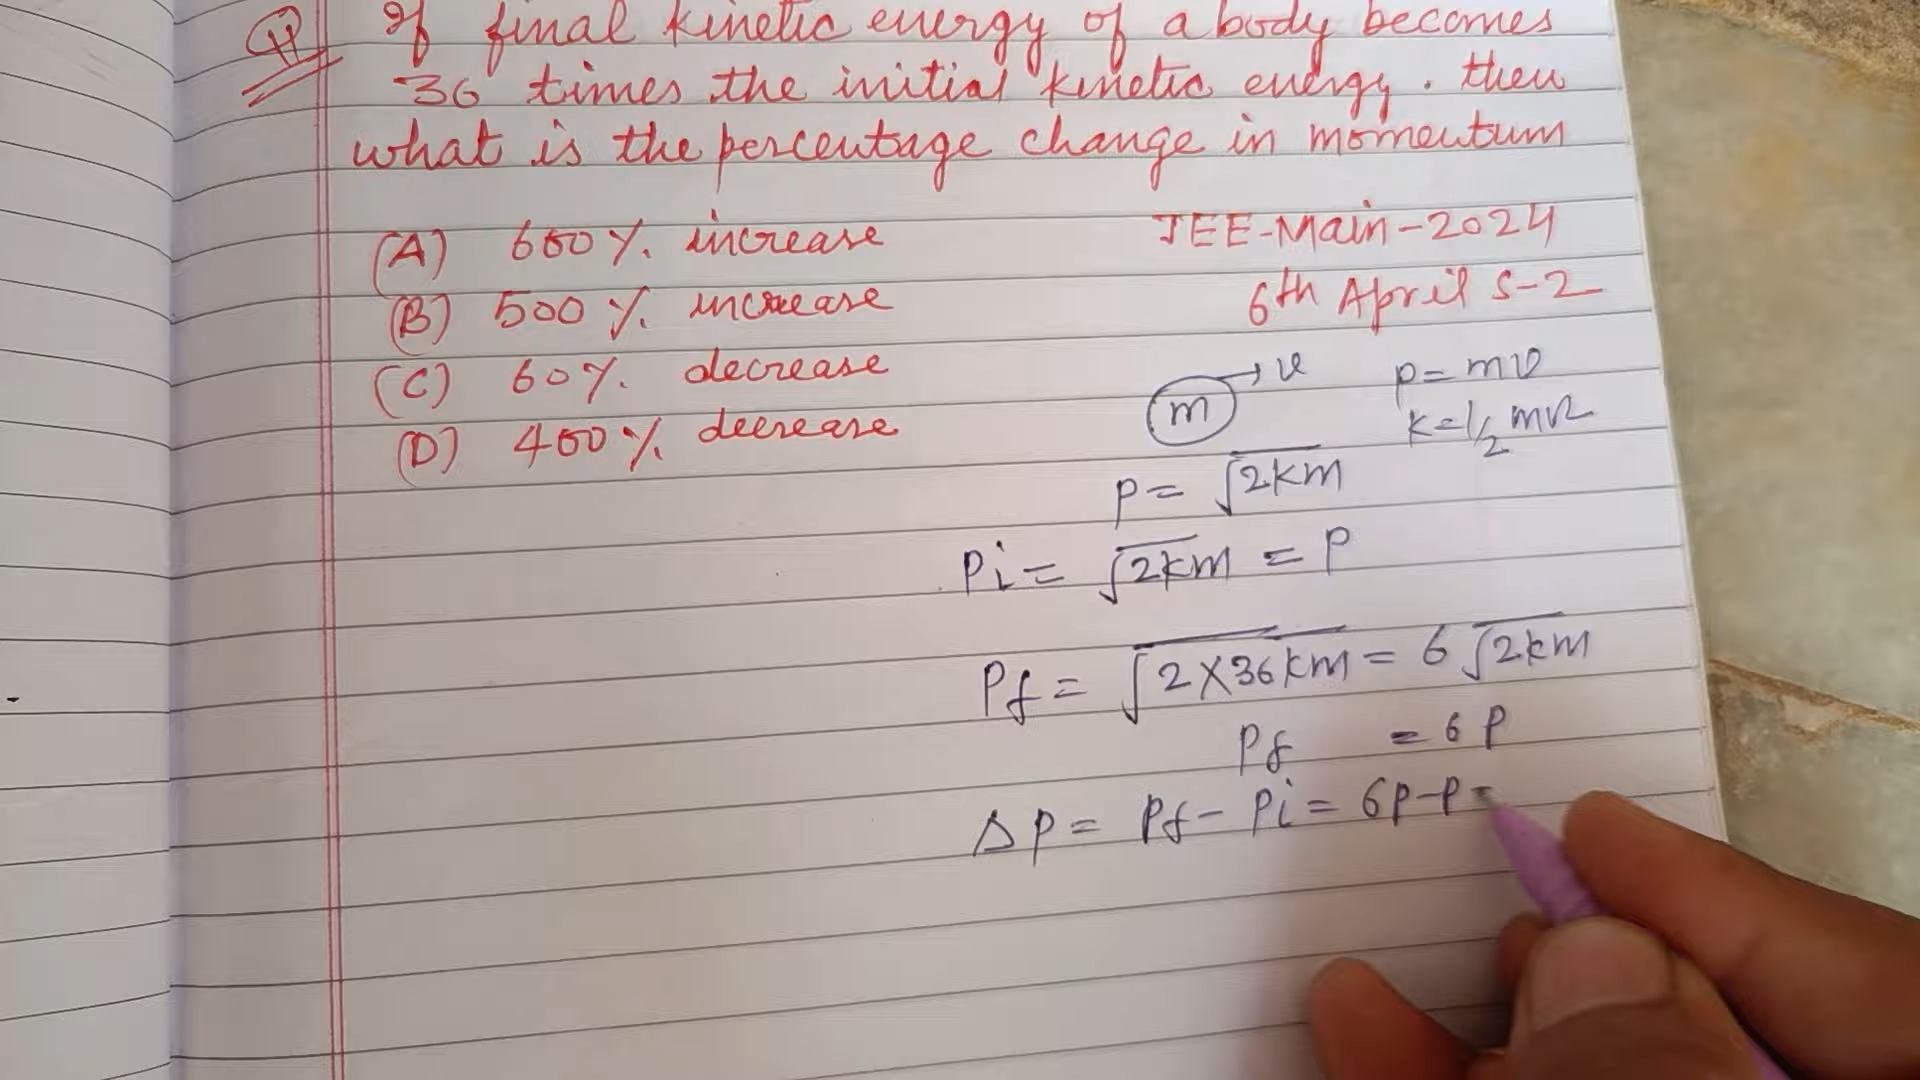 Q If final kinetic energy of a body becomes
36 times the initial kinetic energy. then
what is the percentage change in momentum
(A) 600%. increase
JEE-Main-2024
(B) 500%. increase
6th April S-2
(C) 60%. decrease
m → v
p = mv
(D) 400%. decrease
k = 1/2 mv2
p = √2km
Pi = √2km = P
Pf = √2×36km = 6√2km
Pf = 6P
Δp = Pf - Pi = 6p-p =